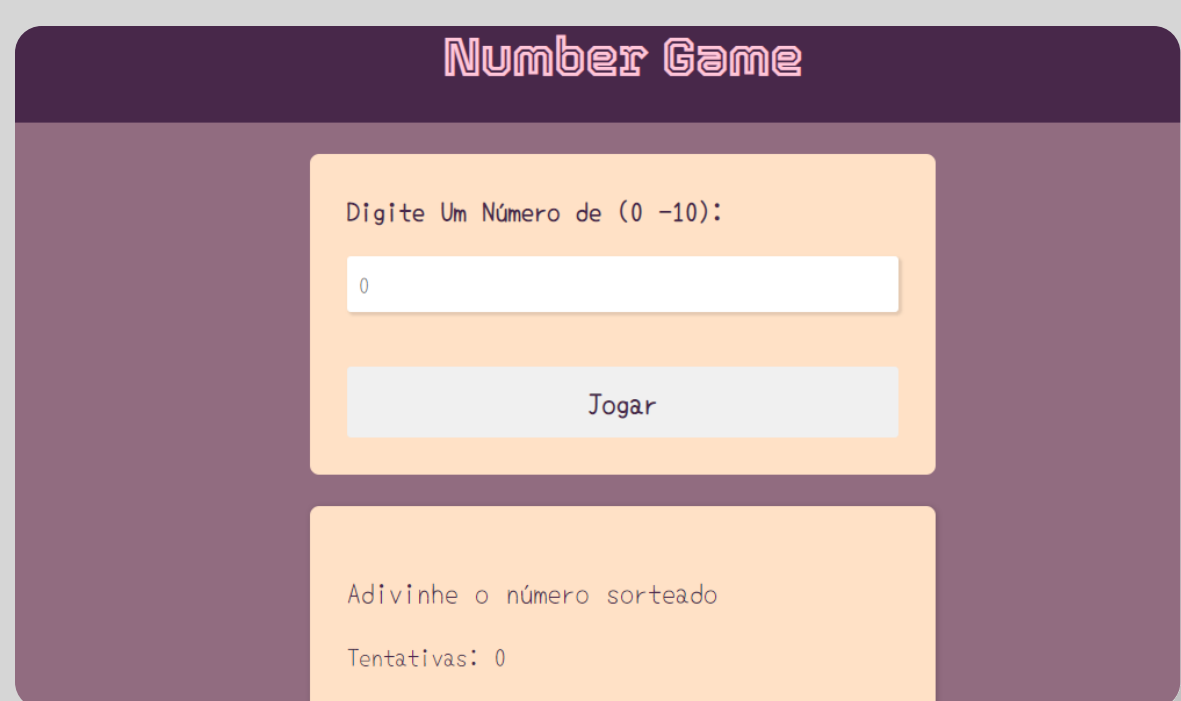 Number Game
Digite Um Número de (0 -10):
0
Jogar
Adivinhe o número sorteado
Tentativas: 0